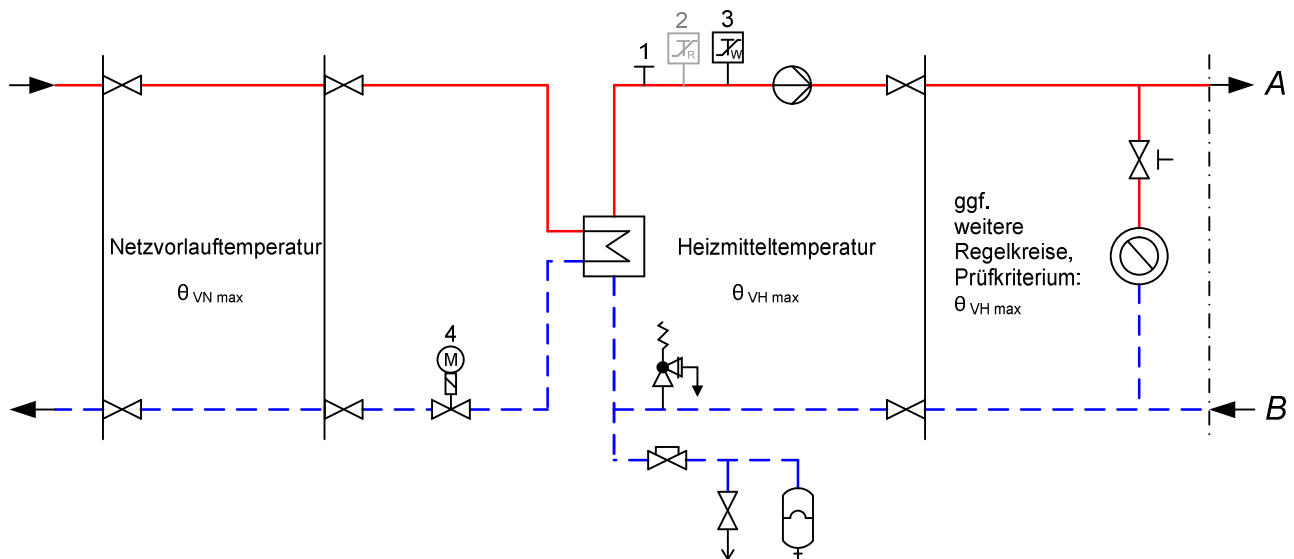 1
2
3
T
R
T
W
A
Netzvorlauftemperatur
θ VN max
Heizmitteltemperatur
θ VH max
ggf.
weitere
Regelkreise,
Prüfkriterium:
θ VH max
4
M
B